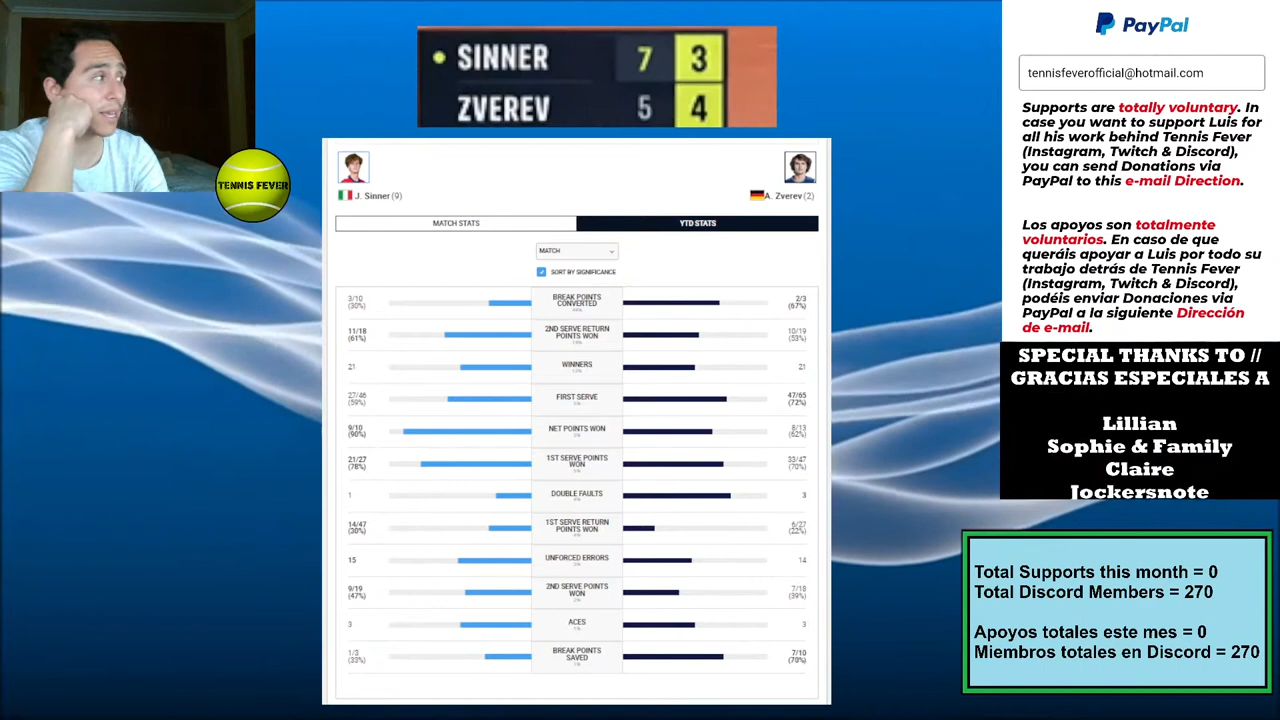 SINNER 7 3
ZVEREV 5 4
TENNIS FEVER
J. Sinner (9)
A. Zverev (2)
MATCH STATS
YTD STATS
MATCH
SORT BY SIGNIFICANCE
3/10 (30%) BREAK POINTS CONVERTED 2/3 (67%)
11/18 (61%) 2ND SERVE RETURN POINTS WON 10/19 (53%)
21 WINNERS 21
27/46 (59%) FIRST SERVE 47/65 (72%)
9/10 (90%) NET POINTS WON 8/13 (62%)
21/27 (78%) 1ST SERVE POINTS WON 33/47 (70%)
1 DOUBLE FAULTS 3
14/47 (30%) 1ST SERVE RETURN POINTS WON 6/27 (22%)
15 UNFORCED ERRORS 14
9/19 (47%) 2ND SERVE POINTS WON 7/18 (39%)
3 ACES 3
1/3 (33%) BREAK POINTS SAVED 7/10 (70%)
PayPal
tennisfeverofficial@hotmail.com
Supports are totally voluntary. In
case you want to support Luis for
all his work behind Tennis Fever
(Instagram, Twitch & Discord),
you can send Donations via
PayPal to this e-mail Direction.
Los apoyos son totalmente
voluntarios. En caso de que
queráis apoyar a Luis por todo su
trabajo detrás de Tennis Fever
(Instagram, Twitch & Discord),
podéis enviar Donaciones via
PayPal a la siguiente Dirección
de e-mail.
SPECIAL THANKS TO //
GRACIAS ESPECIALES A
Lillian
Sophie & Family
Claire
Jockersnote
Total Supports this month = 0
Total Discord Members = 270
Apoyos totales este mes = 0
Miembros totales en Discord = 270